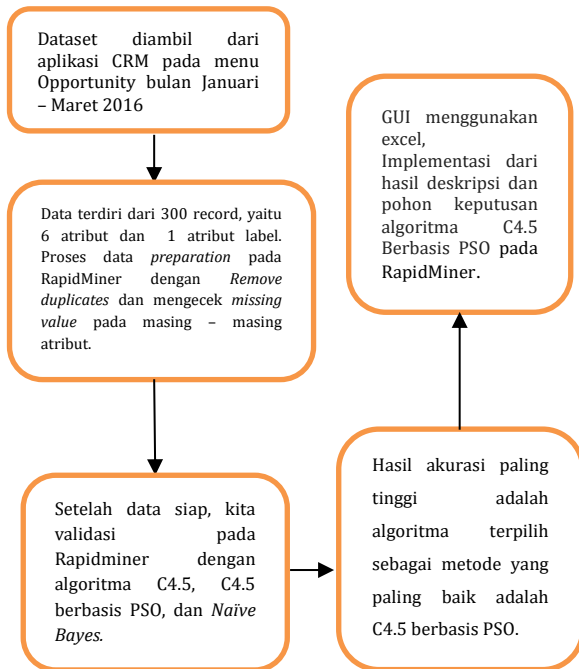 Dataset diambil dari
aplikasi CRM pada menu
Opportunity bulan Januari
– Maret 2016
Data terdiri dari 300 record, yaitu
6 atribut dan 1 atribut label.
Proses data preparation pada
RapidMiner dengan Remove
duplicates dan mengecek missing
value pada masing – masing
atribut.
Setelah data siap, kita
validasi pada
Rapidminer dengan
algoritma C4.5, C4.5
berbasis PSO, dan Naïve
Bayes.
Hasil akurasi paling
tinggi adalah
algoritma terpilih
sebagai metode yang
paling baik adalah
C4.5 berbasis PSO.
GUI menggunakan
excel,
Implementasi dari
hasil deskripsi dan
pohon keputusan
algoritma C4.5
Berbasis PSO pada
RapidMiner.